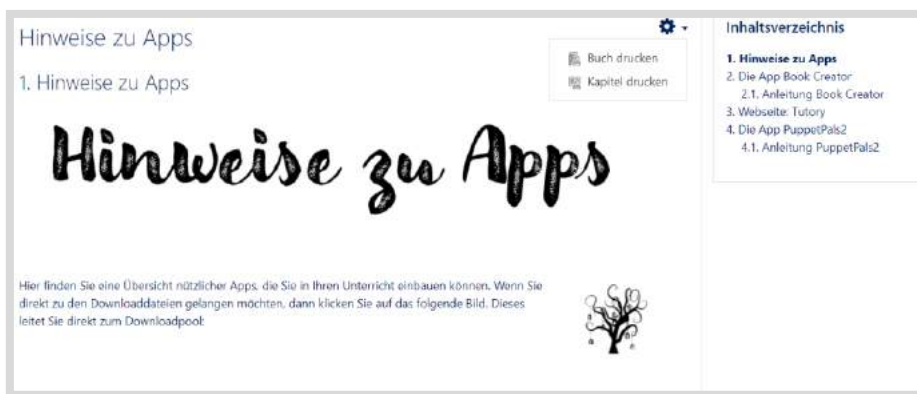 Hinweise zu Apps
Buch drucken
Kapitel drucken
1. Hinweise zu Apps
Hinweise zu Apps
Hier finden Sie eine Übersicht nützlicher Apps, die Sie in Ihren Unterricht einbauen können. Wenn Sie
direkt zu den Downloaddateien gelangen möchten, dann klicken Sie auf das folgende Bild. Dieses
leitet Sie direkt zum Downloadpool:
Inhaltsverzeichnis
1. Hinweise zu Apps
2. Die App Book Creator
2.1. Anleitung Book Creator
3. Webseite: Tutory
4. Die App PuppetPals2
4.1. Anleitung PuppetPals2